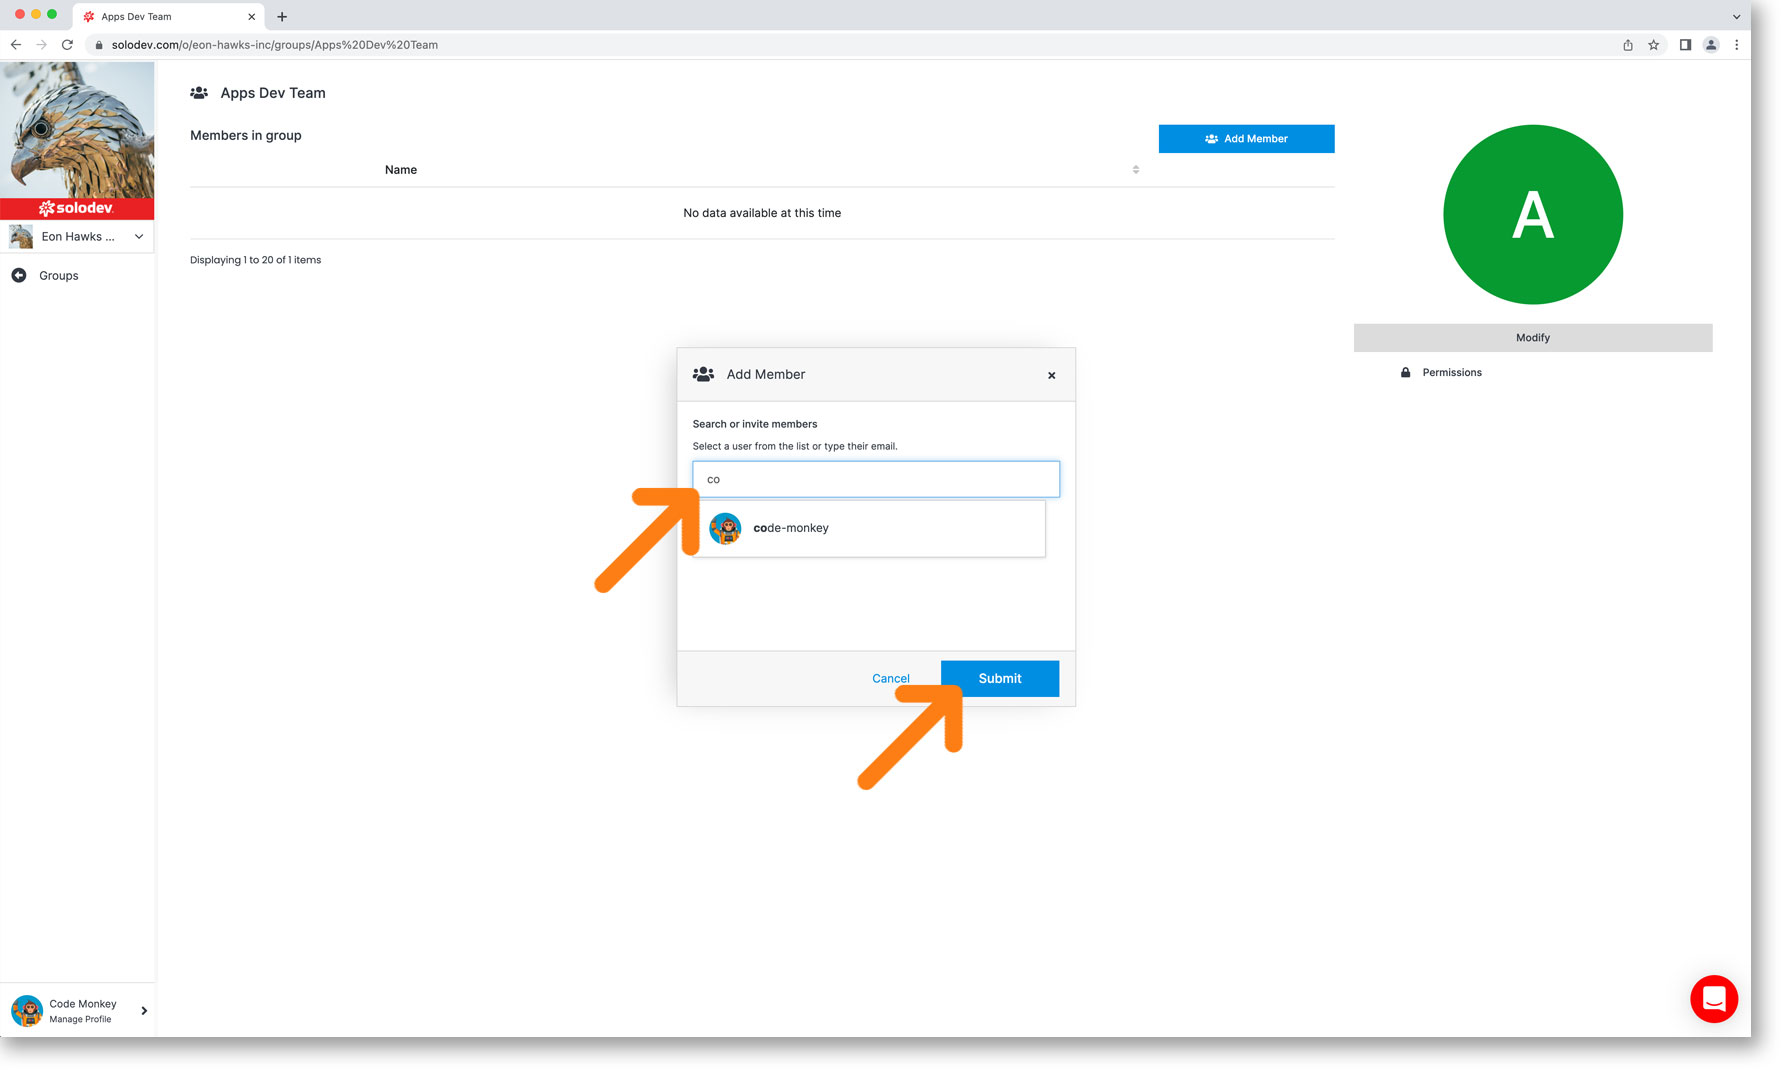 Apps Dev Team
solodev.com/o/eon-hawks-inc/groups/Apps%20Dev%20Team
solodev
Eon Hawks ...
Groups
Apps Dev Team
Members in group
Add Member
Name
No data available at this time
Displaying 1 to 20 of 1 items
A
Modify
Permissions
Add Member
Search or invite members
Select a user from the list or type their email.
co
code-monkey
Cancel
Submit
Code Monkey
Manage Profile